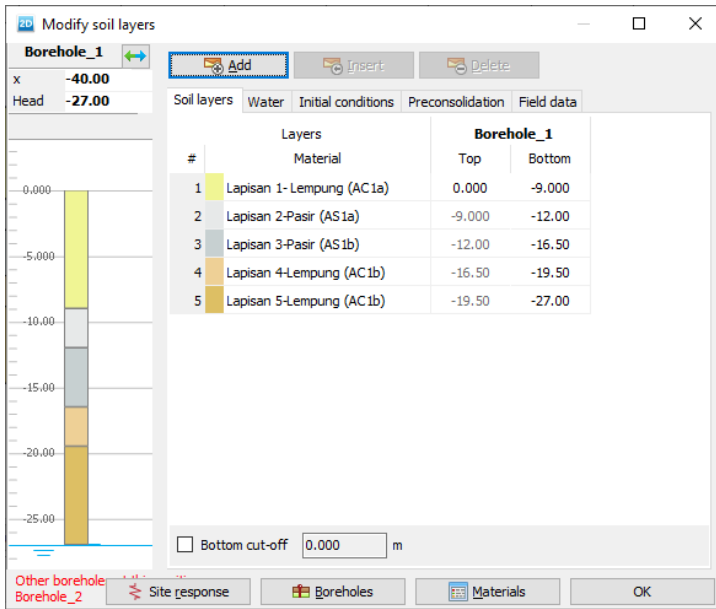 2D Modify soil layers
Borehole_1
x -40.00
Head -27.00
Add Insert Delete
Soil layers Water Initial conditions Preconsolidation Field data
Layers Borehole_1
# Material Top Bottom
1 Lapisan 1- Lempung (AC1a) 0.000 -9.000
2 Lapisan 2-Pasir (AS1a) -9.000 -12.00
3 Lapisan 3-Pasir (AS1b) -12.00 -16.50
4 Lapisan 4-Lempung (AC1b) -16.50 -19.50
5 Lapisan 5-Lempung (AC1b) -19.50 -27.00
0.000
-5.000
-10.00
-15.00
-20.00
-25.00
Bottom cut-off 0.000 m
Other borehole
Borehole_2
Site response Boreholes Materials OK